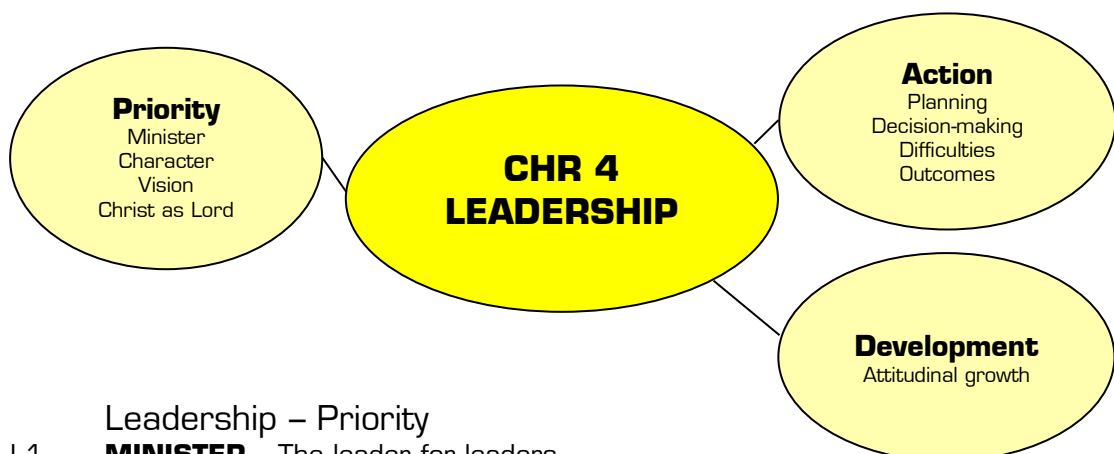 Priority
Minister
Character
Vision
Christ as Lord
CHR 4
LEADERSHIP
Action
Planning
Decision-making
Difficulties
Outcomes
Development
Attitudinal growth
Leadership – Priority
L1 MINISTER – The leader for leaders